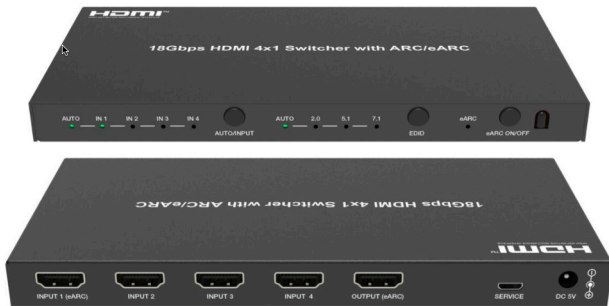 HDMI™
18Gbps HDMI 4x1 Switcher with ARC/eARC
AUTO IN 1 IN 2 IN 3 IN 4 AUTO 2.0 5.1 7.1 eARC
AUTO/INPUT EDID eARC ON/OFF
18Gbps HDMI 4x1 Switcher with ARC/eARC
HDMI™
INPUT 1 (eARC) INPUT 2 INPUT 3 INPUT 4 OUTPUT (eARC) SERVICE DC 5V